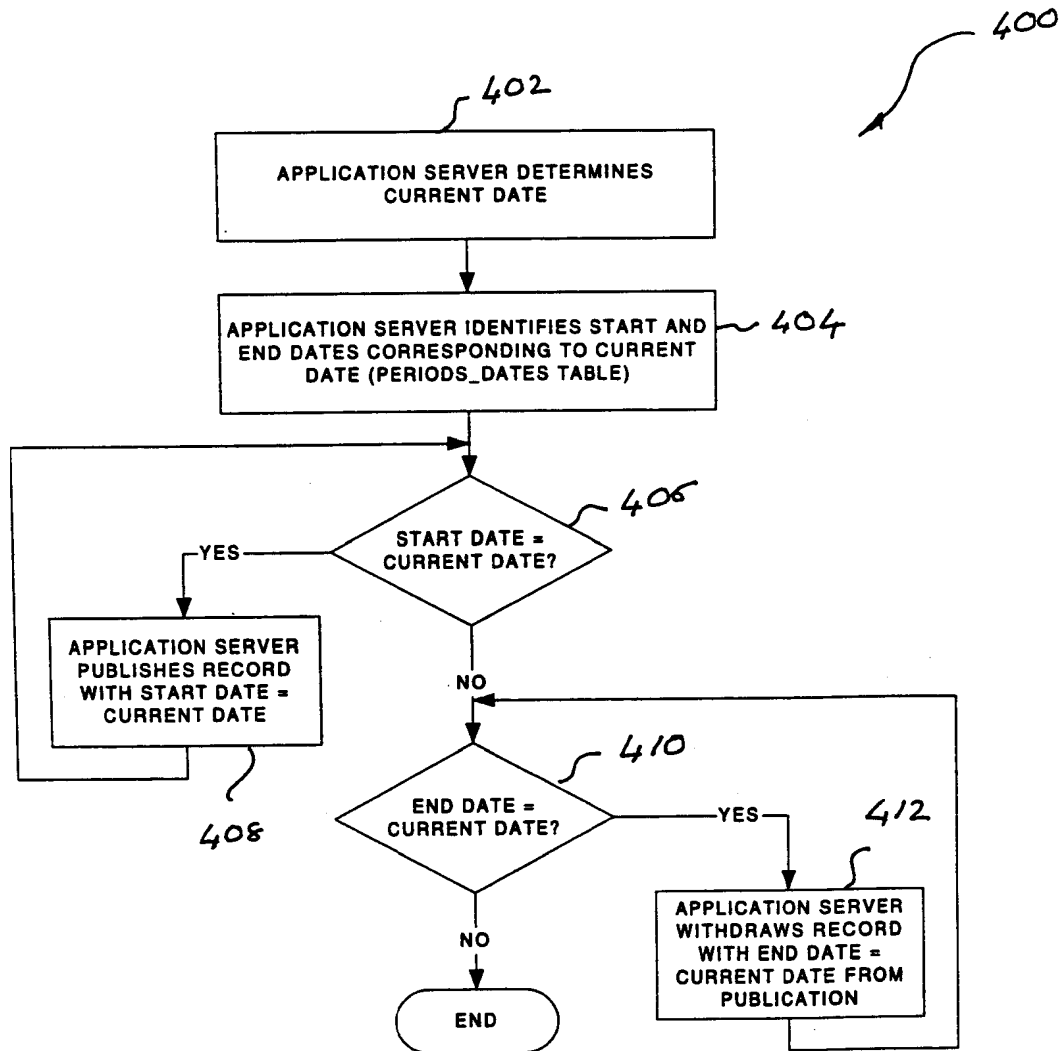 400
402
APPLICATION SERVER DETERMINES
CURRENT DATE
APPLICATION SERVER IDENTIFIES START AND
END DATES CORRESPONDING TO CURRENT
DATE (PERIODS_DATES TABLE)
404
406
START DATE =
CURRENT DATE?
YES
APPLICATION SERVER
PUBLISHES RECORD
WITH START DATE =
CURRENT DATE
408
NO
410
END DATE =
CURRENT DATE?
YES
412
APPLICATION SERVER
WITHDRAWS RECORD
WITH END DATE =
CURRENT DATE FROM
PUBLICATION
NO
END